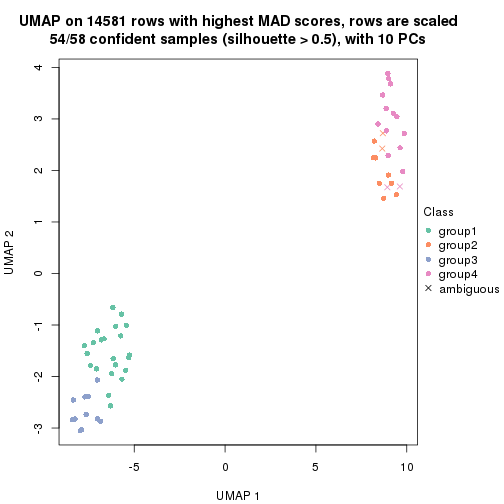 UMAP on 14581 rows with highest MAD scores, rows are scaled
54/58 confident samples (silhouette > 0.5), with 10 PCs
4
3
2
1
0
-1
-2
-3
UMAP 2
-5
0
5
10
UMAP 1
Class
group1
group2
group3
group4
ambiguous